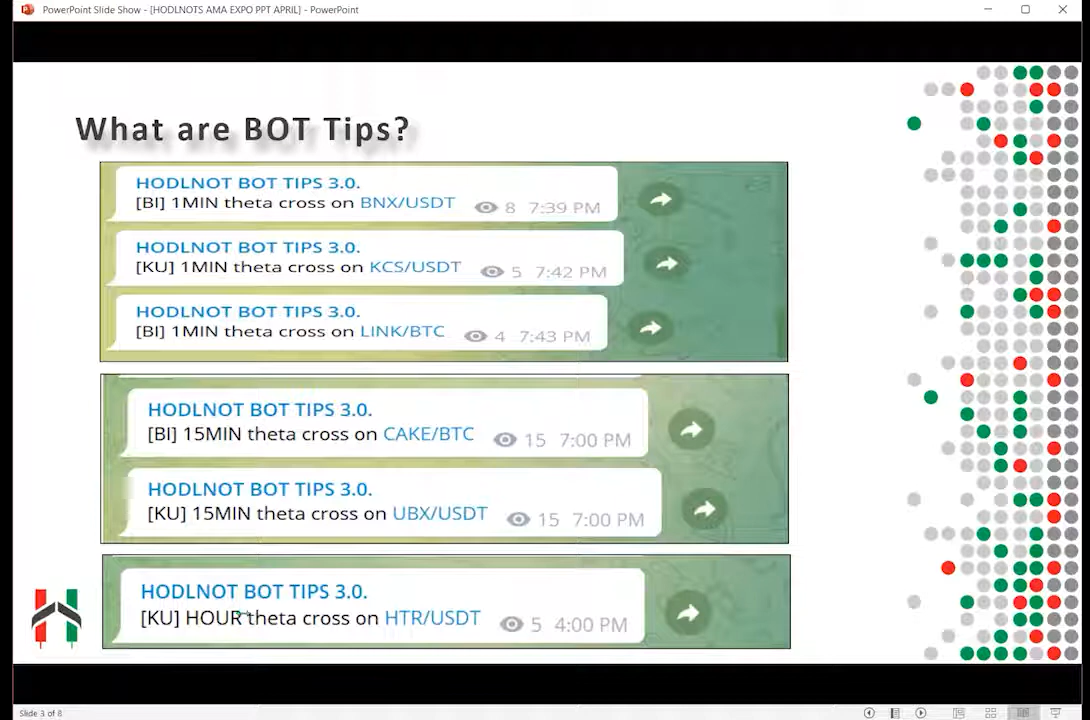 PowerPoint Slide Show - [HODLNOTS AMA EXPO PPT APRIL] - PowerPoint
What are BOT Tips?
HODLNOT BOT TIPS 3.0.
[BI] 1MIN theta cross on BNX/USDT 8 7:39 PM
HODLNOT BOT TIPS 3.0.
[KU] 1MIN theta cross on KCS/USDT 5 7:42 PM
HODLNOT BOT TIPS 3.0.
[BI] 1MIN theta cross on LINK/BTC 4 7:43 PM
HODLNOT BOT TIPS 3.0.
[BI] 15MIN theta cross on CAKE/BTC 15 7:00 PM
HODLNOT BOT TIPS 3.0.
[KU] 15MIN theta cross on UBX/USDT 15 7:00 PM
HODLNOT BOT TIPS 3.0.
[KU] HOUR theta cross on HTR/USDT 5 4:00 PM
Slide 3 of 8